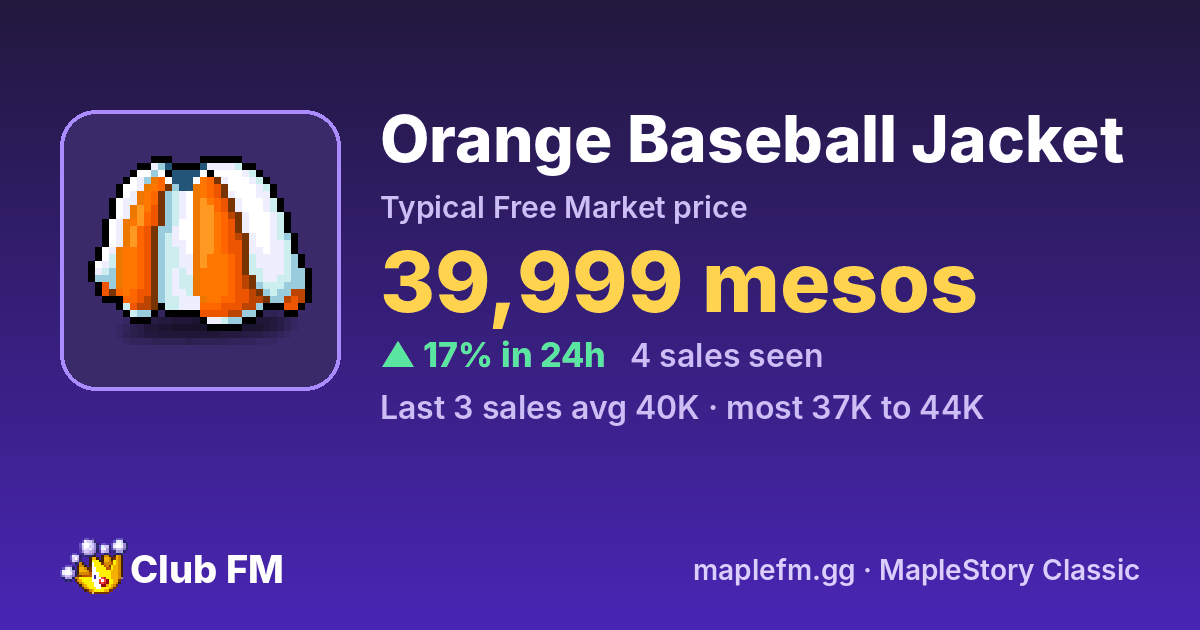 Orange Baseball Jacket
Typical Free Market price
39,999 mesos
▲ 17% in 24h 4 sales seen
Last 3 sales avg 40K · most 37K to 44K
Club FM
maplefm.gg · MapleStory Classic